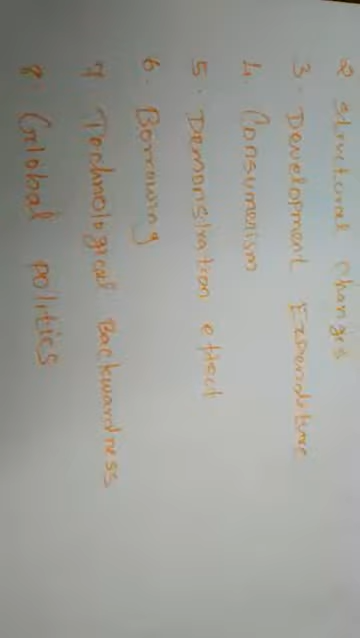 2 Structural changes
3. Development Expenditure
4. Consumerism
5. Demonstration effect
6. Borrowing
7. Technological Backwardness
8. Global politics